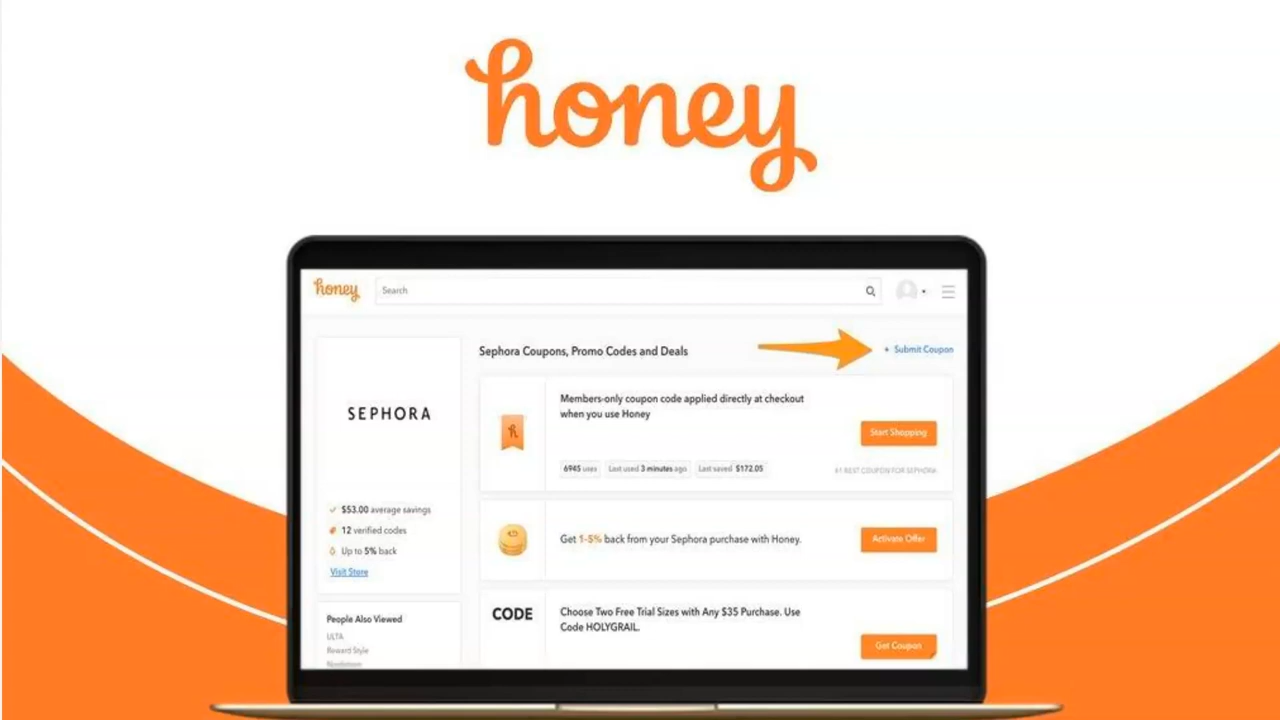 honey
honey
Search
Sephora Coupons, Promo Codes and Deals
+ Submit Coupon
SEPHORA
$53.00 average savings
12 verified codes
Up to 5% back
Visit Store
People Also Viewed
ULTA
Reward Style
Nordstrom
h
Members-only coupon code applied directly at checkout
when you use Honey
6945 uses
Last used 3 minutes ago
Last saved $172.05
Start Shopping
#1 BEST COUPON FOR SEPHORA
Get 1-5% back from your Sephora purchase with Honey.
Activate Offer
CODE
Choose Two Free Trial Sizes with Any $35 Purchase. Use
Code HOLYGRAIL.
Get Coupon